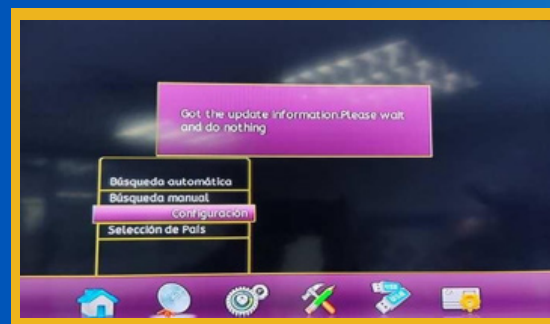 Got the update information.Please wait
and do nothing
Búsqueda automática
Búsqueda manual
Configuración
Selección de País